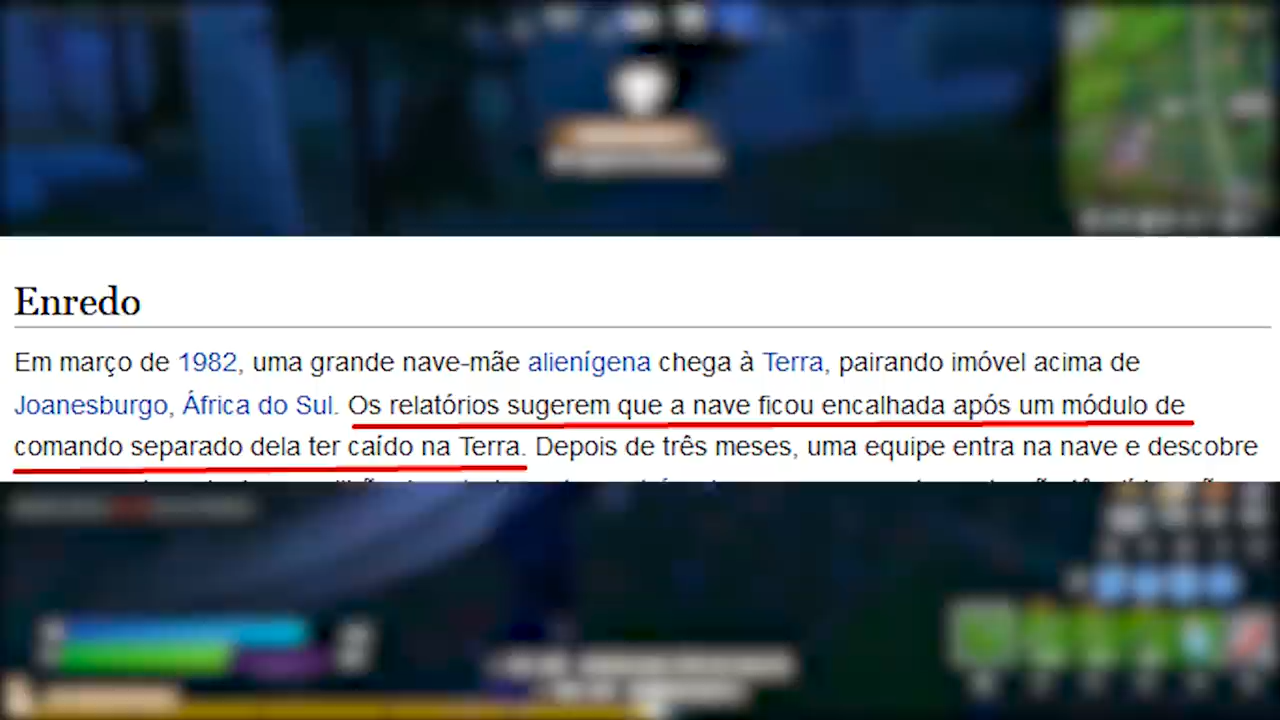 Enredo
Em março de 1982, uma grande nave-mãe alienígena chega à Terra, pairando imóvel acima de
Joanesburgo, África do Sul. Os relatórios sugerem que a nave ficou encalhada após um módulo de
comando separado dela ter caído na Terra. Depois de três meses, uma equipe entra na nave e descobre